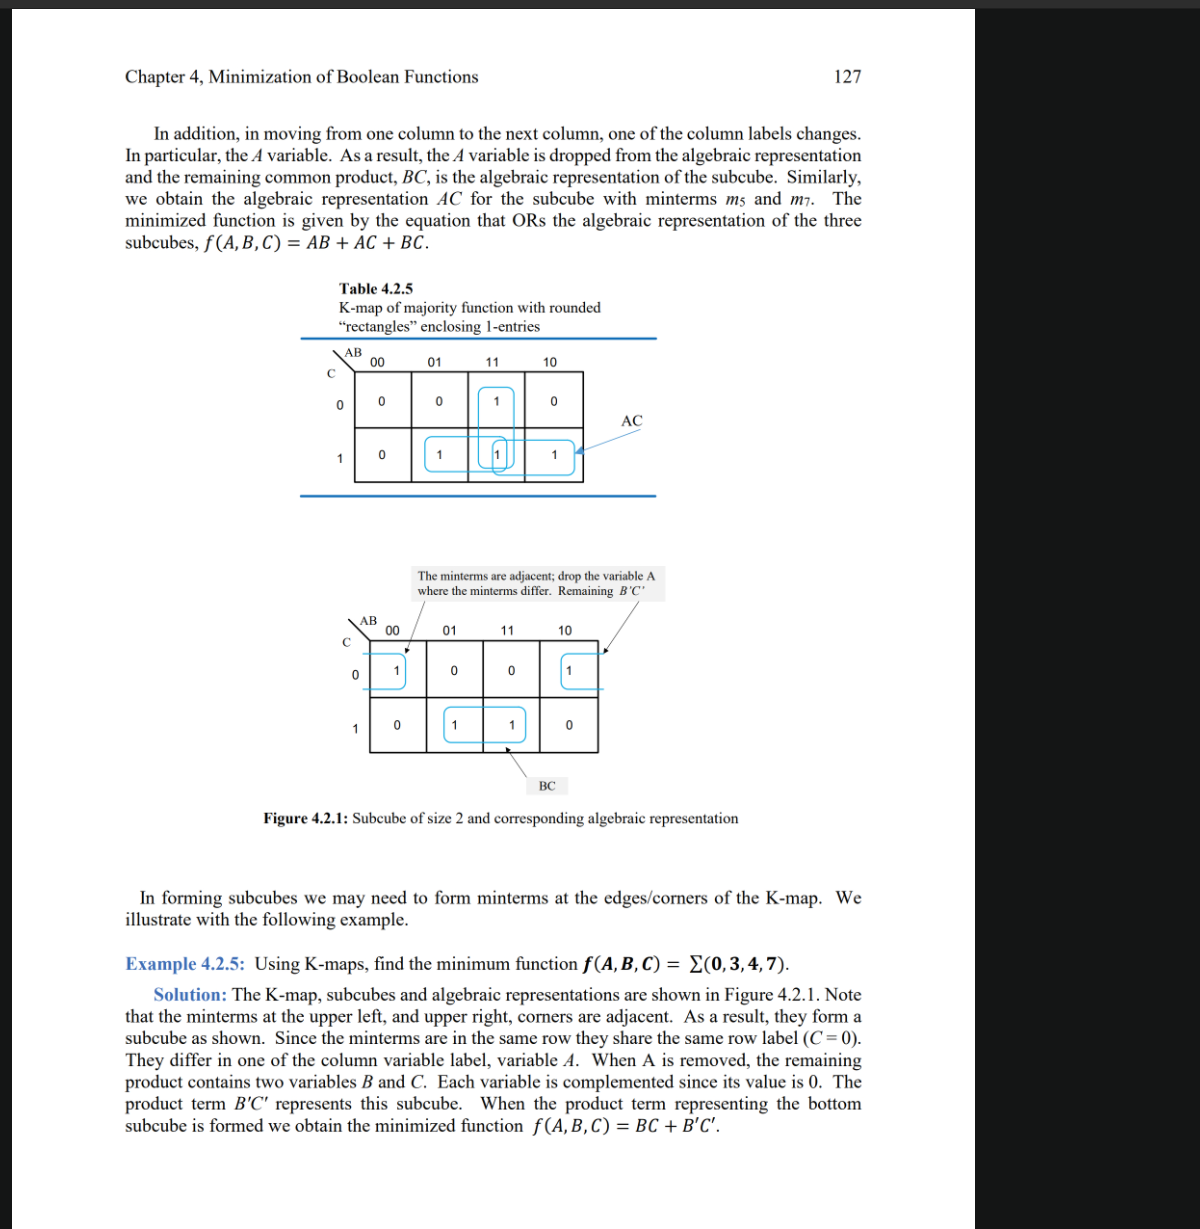 Chapter 4, Minimization of Boolean Functions 127
In addition, in moving from one column to the next column, one of the column labels changes.
In particular, the A variable. As a result, the A variable is dropped from the algebraic representation
and the remaining common product, BC, is the algebraic representation of the subcube. Similarly,
we obtain the algebraic representation AC for the subcube with minterms m₅ and m₇. The
minimized function is given by the equation that ORs the algebraic representation of the three
subcubes, f(A,B,C) = AB + AC + BC.
Table 4.2.5
K-map of majority function with rounded
“rectangles” enclosing 1-entries
AB
00 01 11 10
C
0 0 0 1 0
AC
1 0 1 1 1
The minterms are adjacent; drop the variable A
where the minterms differ. Remaining B'C'
AB
00 01 11 10
C
0 1 0 0 1
1 0 1 1 0
BC
Figure 4.2.1: Subcube of size 2 and corresponding algebraic representation
In forming subcubes we may need to form minterms at the edges/corners of the K-map. We
illustrate with the following example.
Example 4.2.5: Using K-maps, find the minimum function f(A,B,C) = ∑(0,3,4,7).
Solution: The K-map, subcubes and algebraic representations are shown in Figure 4.2.1. Note
that the minterms at the upper left, and upper right, corners are adjacent. As a result, they form a
subcube as shown. Since the minterms are in the same row they share the same row label (C = 0).
They differ in one of the column variable label, variable A. When A is removed, the remaining
product contains two variables B and C. Each variable is complemented since its value is 0. The
product term B'C' represents this subcube. When the product term representing the bottom
subcube is formed we obtain the minimized function f(A,B,C) = BC + B'C'.